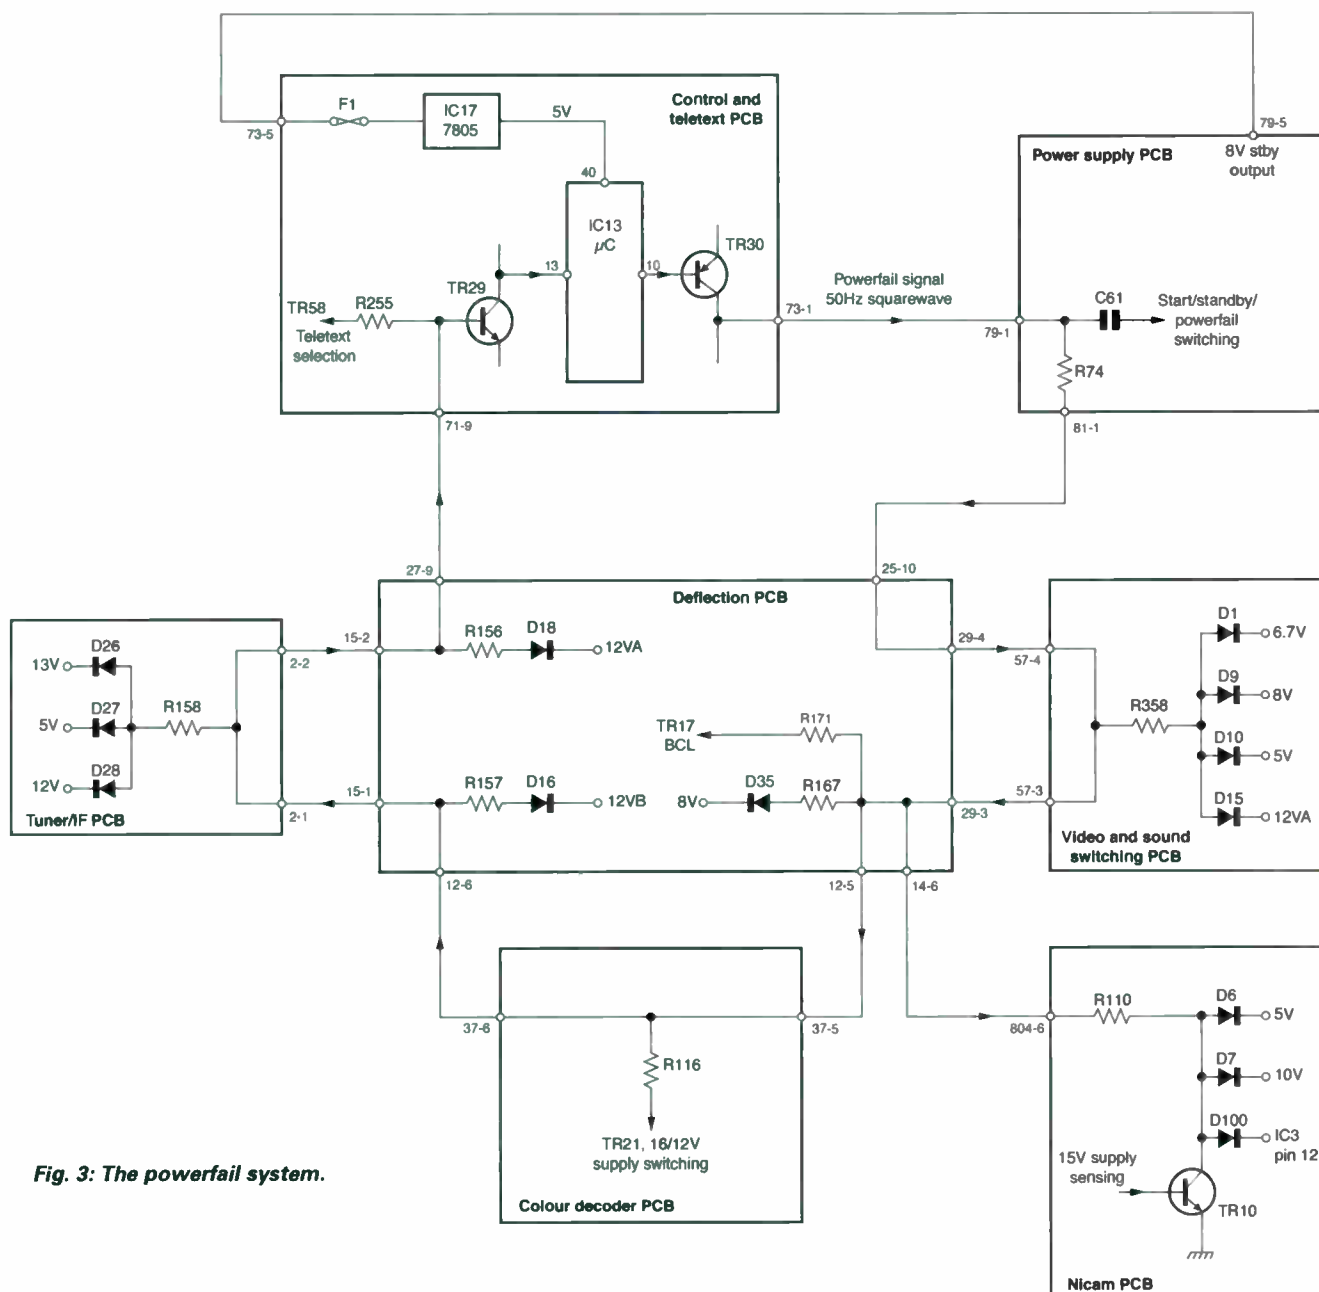 Control and
teletext PCB
F1
IC17
7805
5V
73-5
40
IC13
µC
13
10
TR29
TR30
TR58
R255
Teletext
selection
71-9
73-1
Powerfail signal
50Hz squarewave
79-1
79-5
Power supply PCB
8V stby
output
C61
Start/standby/
powerfail
switching
R74
81-1
27-9
25-10
Deflection PCB
15-2
R156
D18
12VA
29-4
TR17
BCL
R171
15-1
R157
D16
12VB
8V
D35
R167
29-3
12-6
12-5
14-6
D26
13V
D27
5V
R158
D28
12V
2-2
2-1
Tuner/IF PCB
57-4
D1
6.7V
D9
8V
R358
D10
5V
D15
12VA
57-3
Video and sound
switching PCB
37-6
37-5
R116
TR21, 16/12V
supply switching
Colour decoder PCB
804-6
R110
D6
5V
D7
10V
D100
IC3
pin 12
15V supply
sensing
TR10
Nicam PCB
Fig. 3: The powerfail system.